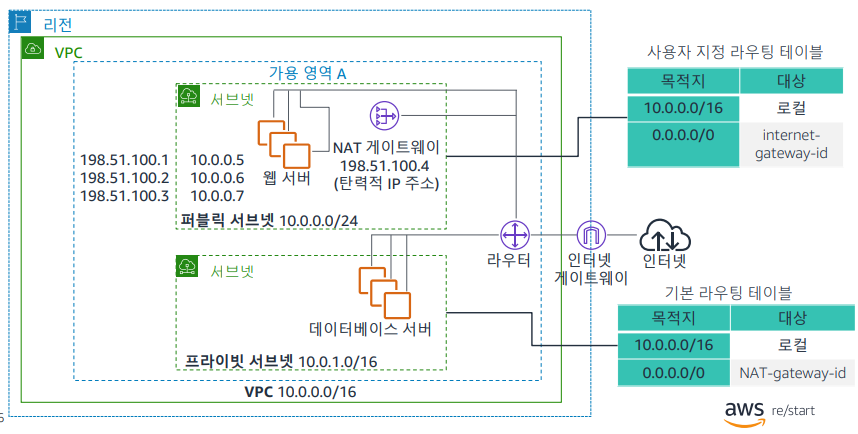 리전
VPC
가용 영역 A
서브넷
198.51.100.1 10.0.0.5
198.51.100.2 10.0.0.6
198.51.100.3 10.0.0.7
웹 서버
NAT 게이트웨이
198.51.100.4
(탄력적 IP 주소)
퍼블릭 서브넷 10.0.0.0/24
서브넷
데이터베이스 서버
프라이빗 서브넷 10.0.1.0/16
VPC 10.0.0.0/16
라우터
인터넷
게이트웨이
인터넷
사용자 지정 라우팅 테이블
목적지 대상
10.0.0.0/16 로컬
0.0.0.0/0 internet-
gateway-id
기본 라우팅 테이블
목적지 대상
10.0.0.0/16 로컬
0.0.0.0/0 NAT-gateway-id
aws re/start